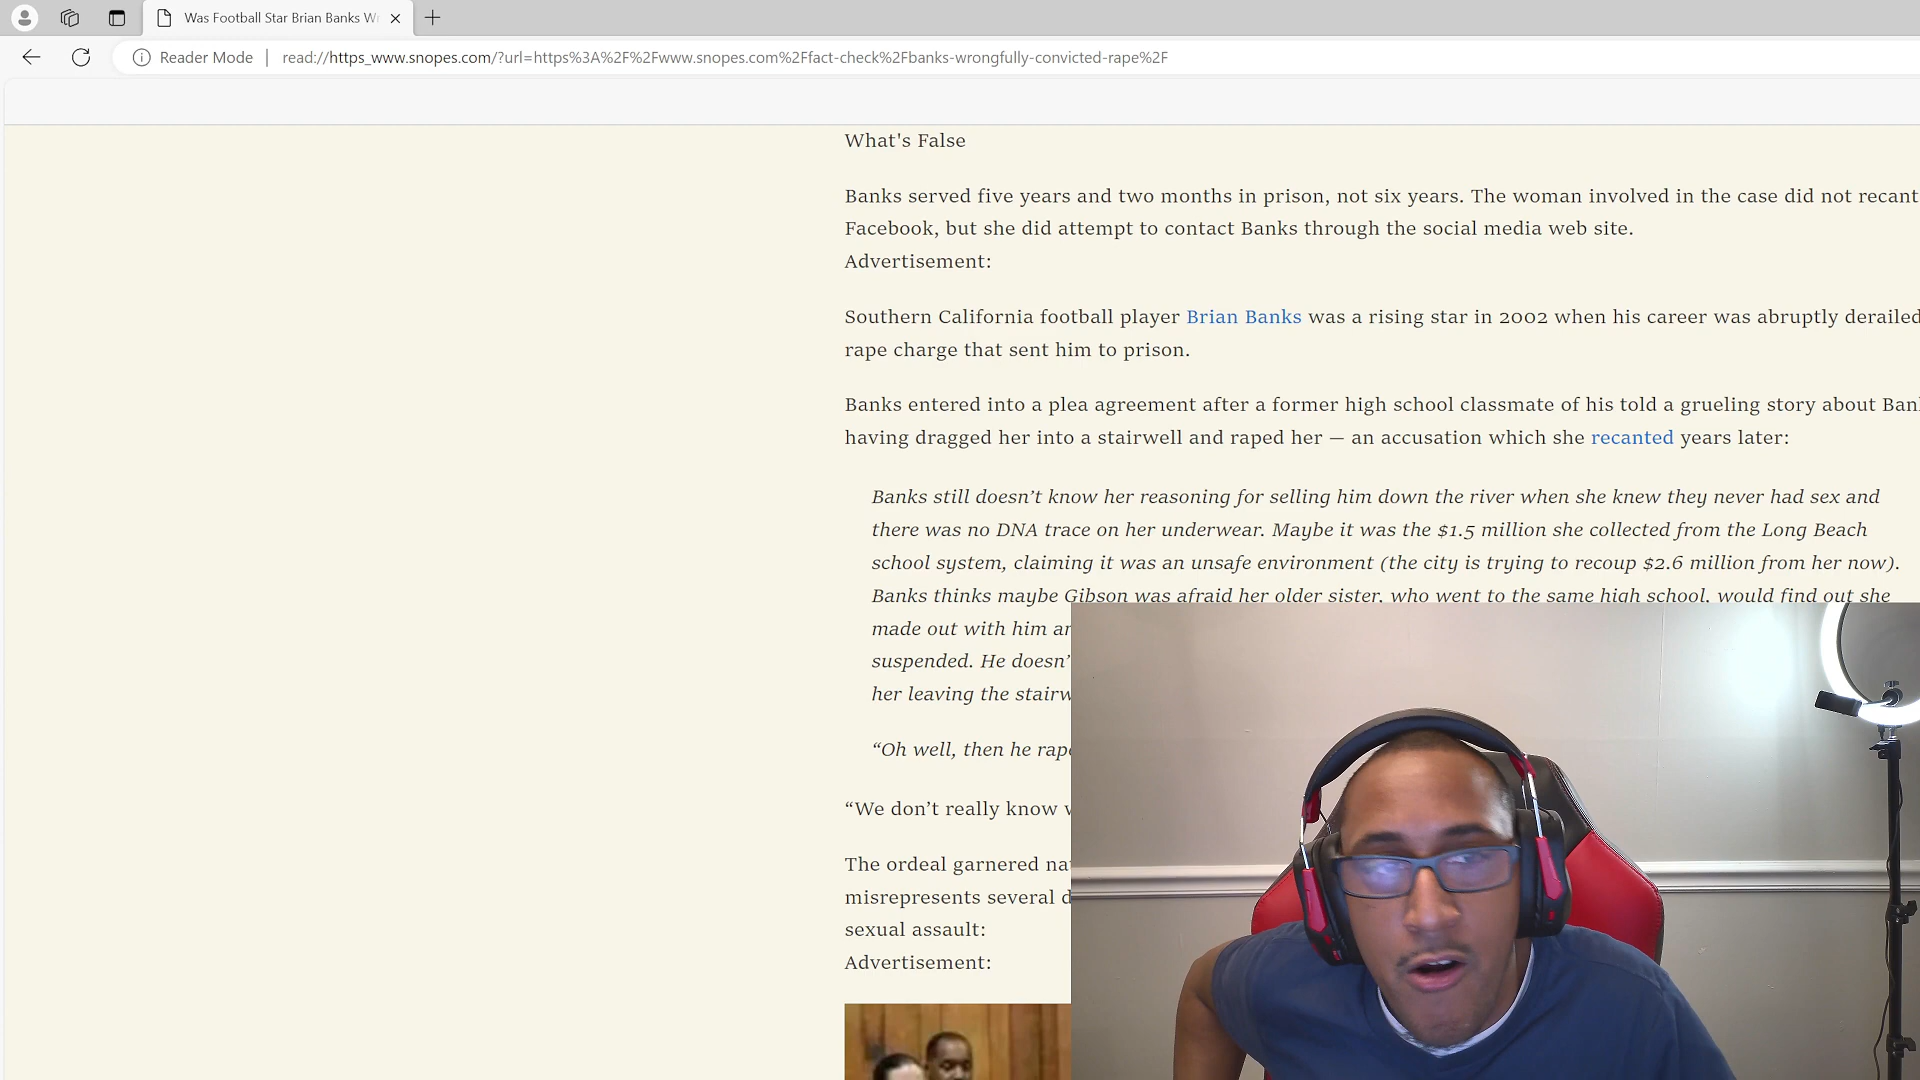 Was Football Star Brian Banks W
Reader Mode | read://https_www.snopes.com/?url=https%3A%2F%2Fwww.snopes.com%2Ffact-check%2Fbanks-wrongfully-convicted-rape%2F
What's False
Banks served five years and two months in prison, not six years. The woman involved in the case did not recant
Facebook, but she did attempt to contact Banks through the social media web site.
Advertisement:
Southern California football player Brian Banks was a rising star in 2002 when his career was abruptly derailed
rape charge that sent him to prison.
Banks entered into a plea agreement after a former high school classmate of his told a grueling story about Ban
having dragged her into a stairwell and raped her — an accusation which she recanted years later:
Banks still doesn’t know her reasoning for selling him down the river when she knew they never had sex and
there was no DNA trace on her underwear. Maybe it was the $1.5 million she collected from the Long Beach
school system, claiming it was an unsafe environment (the city is trying to recoup $2.6 million from her now).
Banks thinks maybe Gibson was afraid her older sister, who went to the same high school, would find out she
made out with him
suspended. He doesn’
her leaving the stairw
“Oh well, then he rap
“We don’t really know
The ordeal garnered na
misrepresents several
sexual assault:
Advertisement: